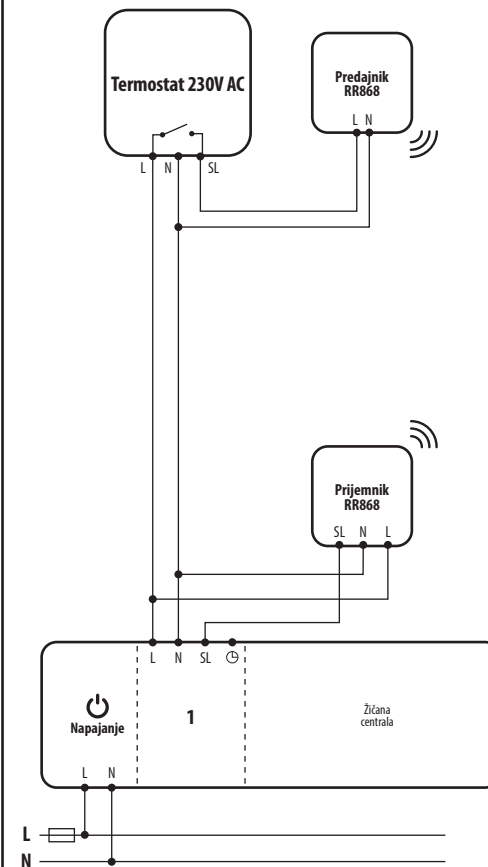 Termostat 230V AC
L N SL
Predajnik
RR868
L N
Prijemnik
RR868
SL N L
L N SL
Napajanje
1
Žičana
centrala
L N
L
N